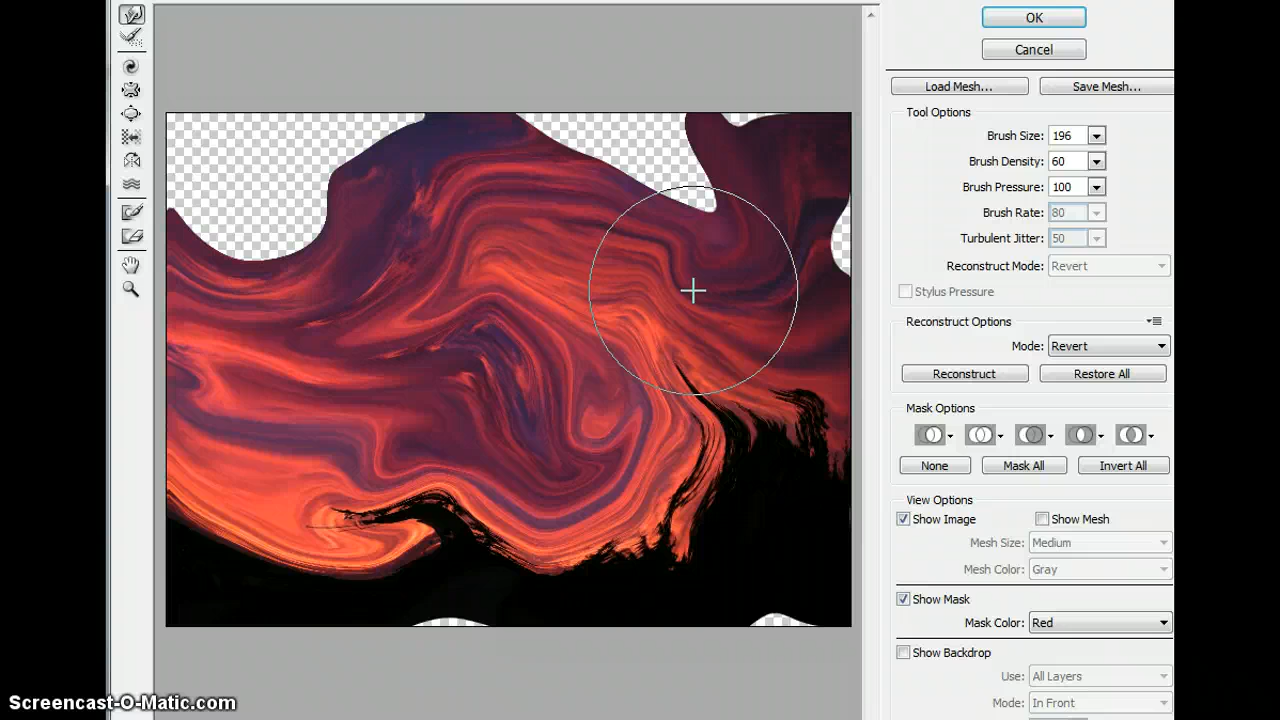 OK
Cancel
Load Mesh... Save Mesh...
Tool Options
Brush Size: 196
Brush Density: 60
Brush Pressure: 100
Brush Rate: 80
Turbulent Jitter: 50
Reconstruct Mode: Revert
Stylus Pressure
Reconstruct Options
Mode: Revert
Reconstruct Restore All
Mask Options
None Mask All Invert All
View Options
Show Image Show Mesh
Mesh Size: Medium
Mesh Color: Gray
Show Mask
Mask Color: Red
Show Backdrop
Use: All Layers
Mode: In Front
Screencast-O-Matic.com